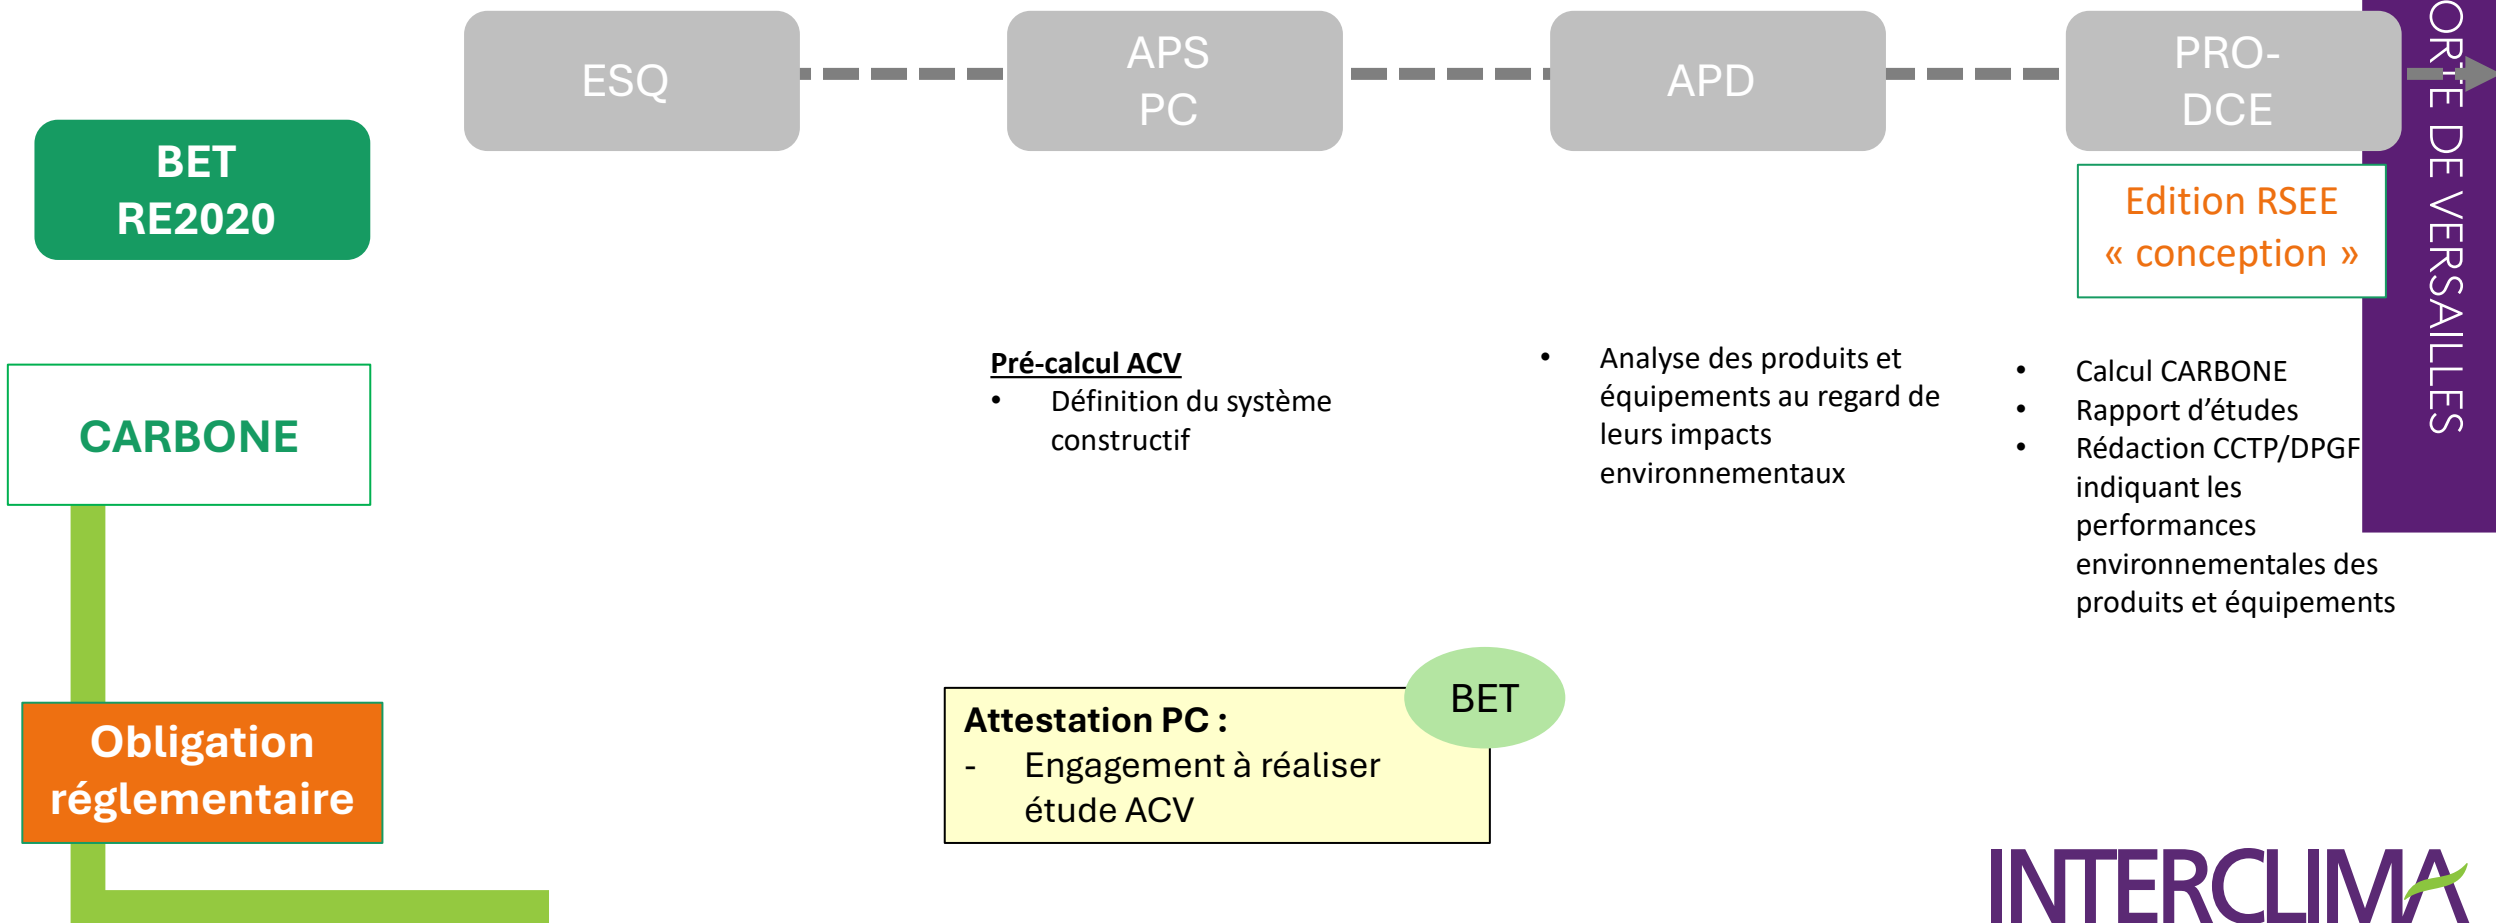 ESQ
APS
PC
APD
PRO-
DCE
BET
RE2020
Edition RSEE
« conception »
ORTE DE VERSAILLES
CARBONE
Pré-calcul ACV
• Définition du système
constructif
• Analyse des produits et
équipements au regard de
leurs impacts
environnementaux
• Calcul CARBONE
• Rapport d’études
• Rédaction CCTP/DPGF
indiquant les
performances
environnementales des
produits et équipements
Obligation
réglementaire
Attestation PC :
- Engagement à réaliser
étude ACV
BET
INTERCLIMA